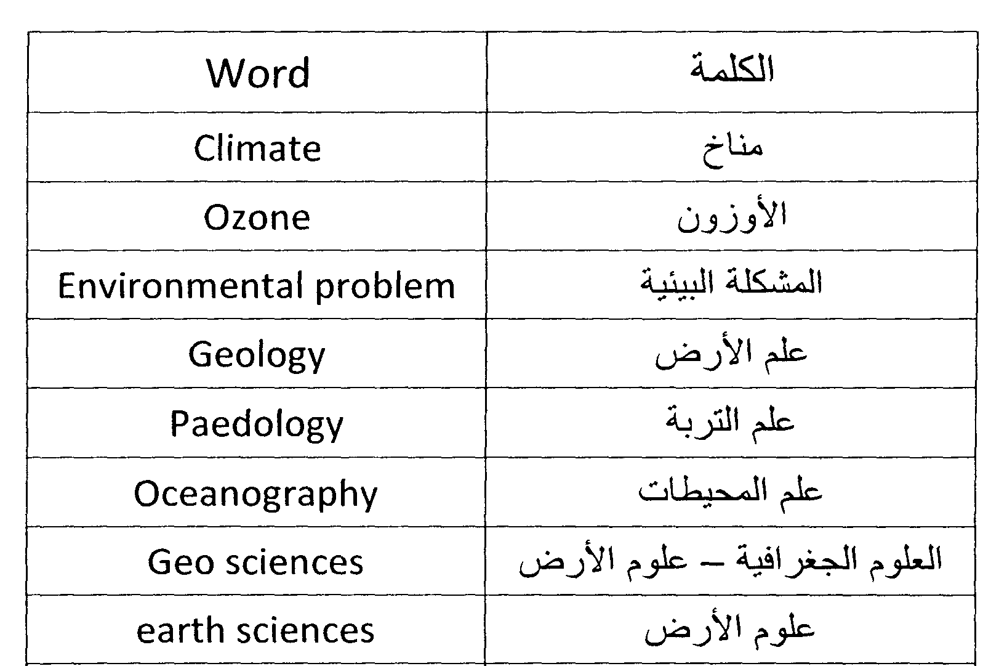 Word الكلمة
Climate مناخ
Ozone الأوزون
Environmental problem المشكلة البيئية
Geology علم الأرض
Paedology علم التربة
Oceanography علم المحيطات
Geo sciences العلوم الجغرافية – علوم الأرض
earth sciences علوم الأرض